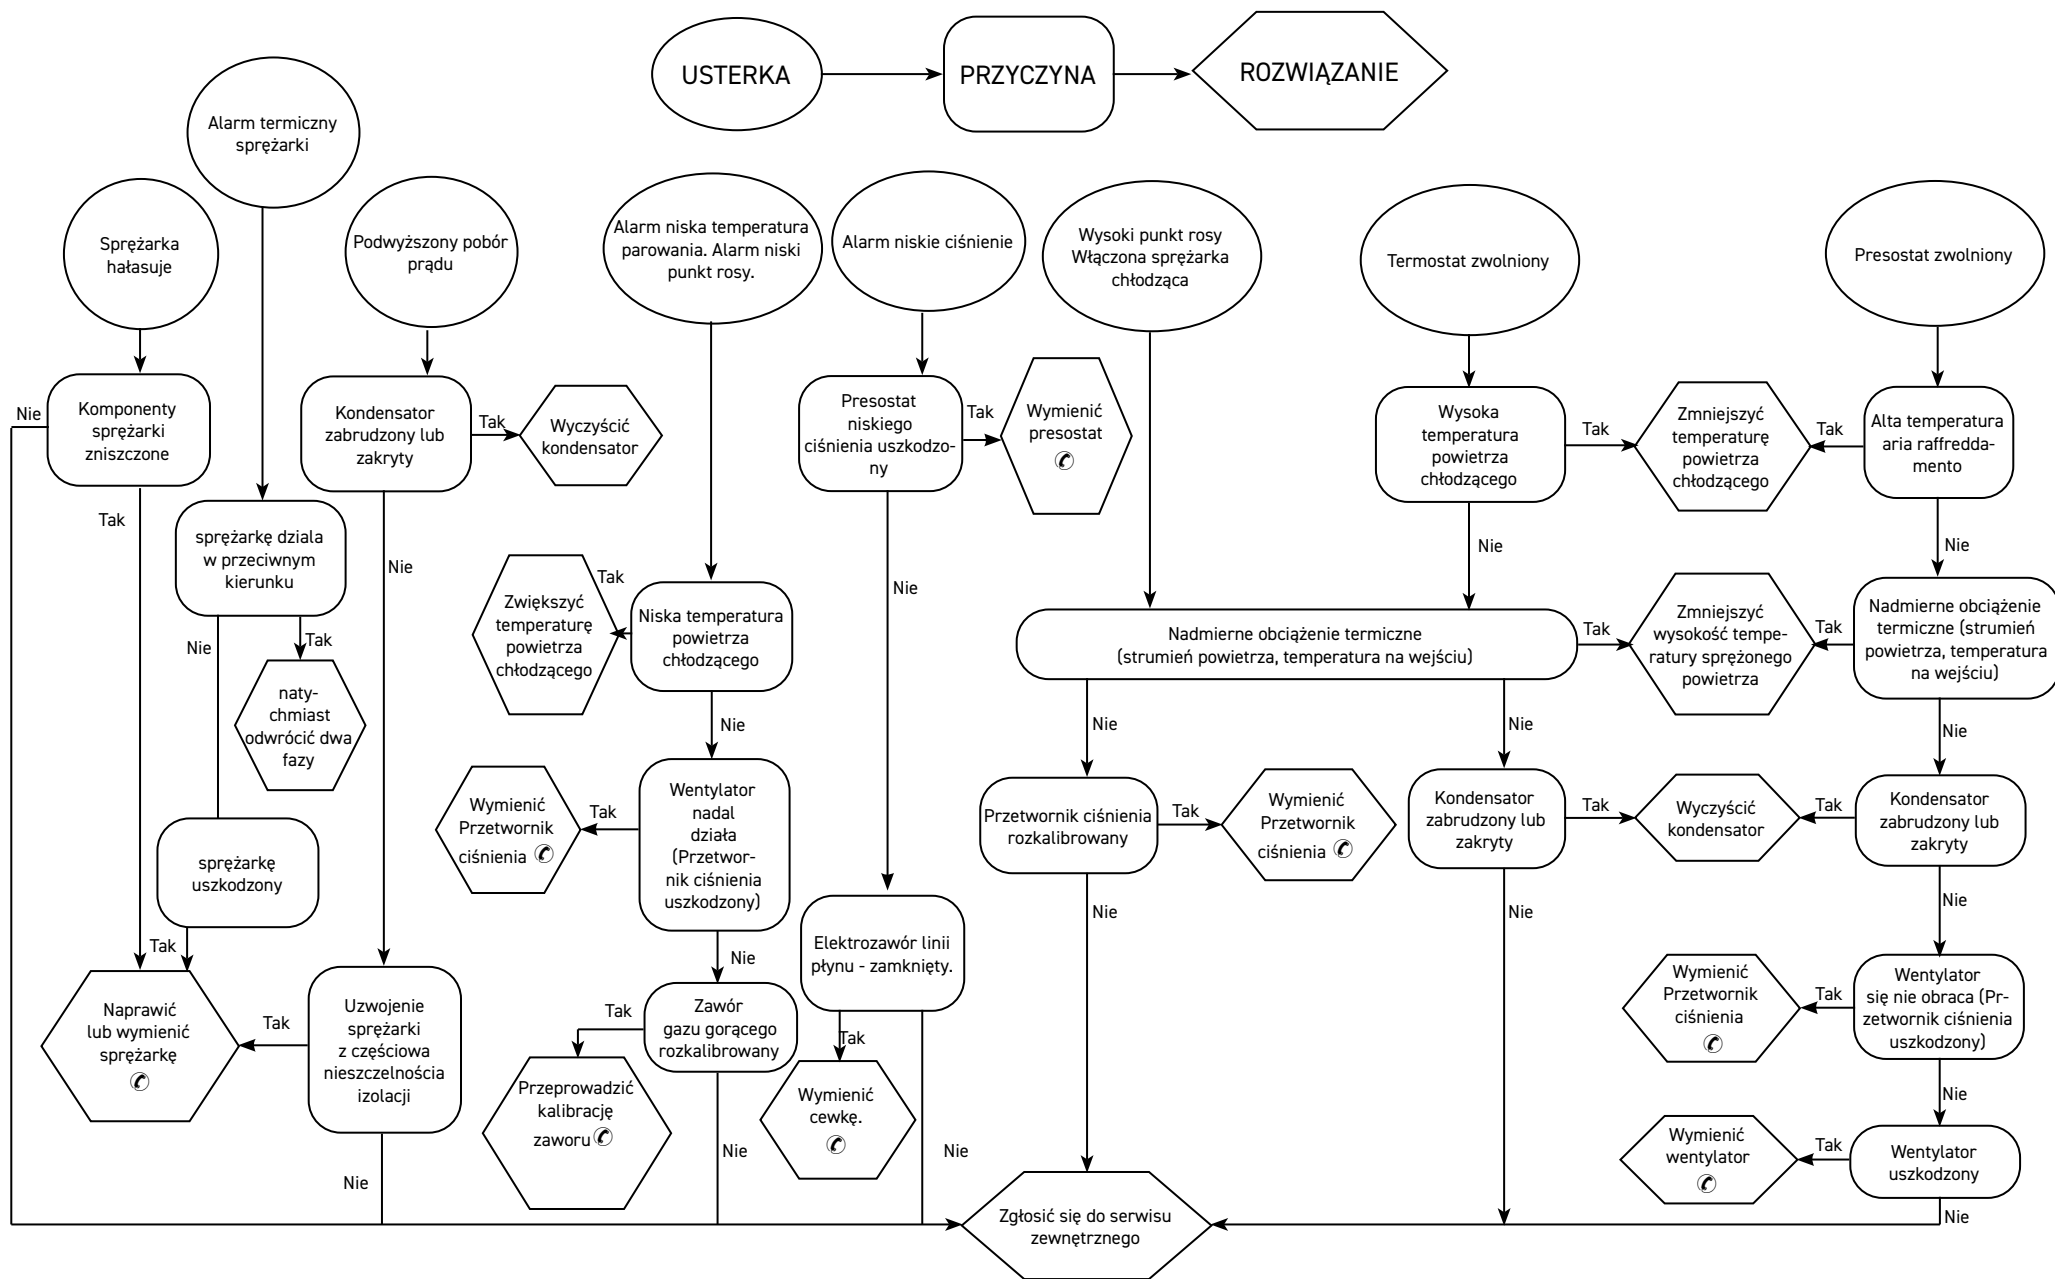 USTERKA
PRZYCZYNA
ROZWIĄZANIE
Alarm termiczny
sprężarki
Sprężarka
hałasuje
Podwyższony pobór
prądu
Alarm niska temperatura
parowania. Alarm niski
punkt rosy.
Alarm niskie ciśnienie
Wysoki punkt rosy
Włączona sprężarka
chłodząca
Termostat zwolniony
Presostat zwolniony
Nie
Komponenty
sprężarki
zniszczone
Tak
Kondensator
zabrudzony lub
zakryty
Tak
Wyczyścić
kondensator
Nie
Presostat
niskiego
ciśnienia uszkodzo-
ny
Tak
Wymienić
presostat
✆
Nie
Wysoka
temperatura
powietrza
chłodzącego
Tak
Zmniejszyć
temperaturę
powietrza
chłodzącego
Tak
Alta temperatura
aria raffredda-
mento
Nie
Nie
sprężarkę dziala
w przeciwnym
kierunku
Nie
Tak
naty-
chmiast
odwrócić dwa
fazy
Zwiększyć
temperaturę
powietrza
chłodzącego
Tak
Niska temperatura
powietrza
chłodzącego
Nie
Nadmierne obciążenie termiczne
(strumień powietrza, temperatura na wejściu)
Tak
Zmniejszyć
wysokość tempe-
ratury sprężonego
powietrza
Tak
Nadmierne obciążenie
termiczne (strumień
powietrza, temperatura
na wejściu)
Nie
Nie
Nie
Wymienić
Przetwornik
ciśnienia ✆
Tak
Wentylator
nadal
działa
(Przetwor-
nik ciśnienia
uszkodzony)
Nie
Przetwornik ciśnienia
rozkalibrowany
Tak
Wymienić
Przetwornik
ciśnienia ✆
Nie
Kondensator
zabrudzony lub
zakryty
Tak
Wyczyścić
kondensator
Tak
Kondensator
zabrudzony lub
zakryty
Nie
Nie
sprężarkę
uszkodzony
Tak
Elektrozawór linii
płynu - zamknięty.
Tak
Nie
Wymienić
cewkę.
✆
Naprawić
lub wymienić
sprężarkę
✆
Tak
Uzwojenie
sprężarki
z częściowa
nieszczelnościa
izolacji
Nie
Tak
Zawór
gazu gorącego
rozkalibrowany
Nie
Przeprowadzić
kalibrację
zaworu ✆
Wymienić
Przetwornik
ciśnienia
✆
Tak
Wentylator
się nie obraca (Pr-
zetwornik ciśnienia
uszkodzony)
Nie
Wymienić
wentylator
✆
Tak
Wentylator
uszkodzony
Nie
Zgłosić się do serwisu
zewnętrznego